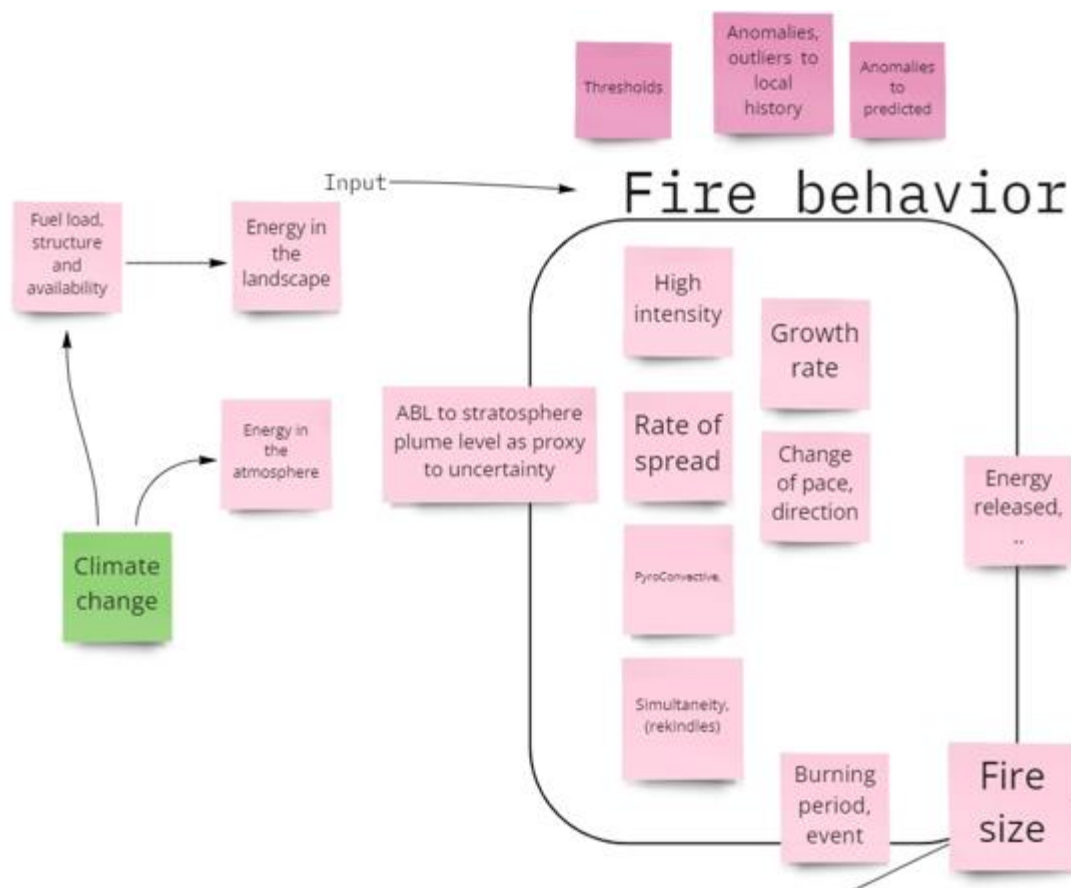 Thresholds
Anomalies,
outliers to
local
history
Anomalies
to
predicted
Input
Fire behavior
Fuel load,
structure
and
availability
Energy in
the
landscape
High
intensity
Growth
rate
ABL to stratosphere
plume level as proxy
to uncertainty
Rate of
spread
Change
of pace,
direction
Energy in
the
atmosphere
Energy
released,
..
Climate
change
PyroConvective,
Simultaneity,
(rekindles)
Burning
period,
event
Fire
size